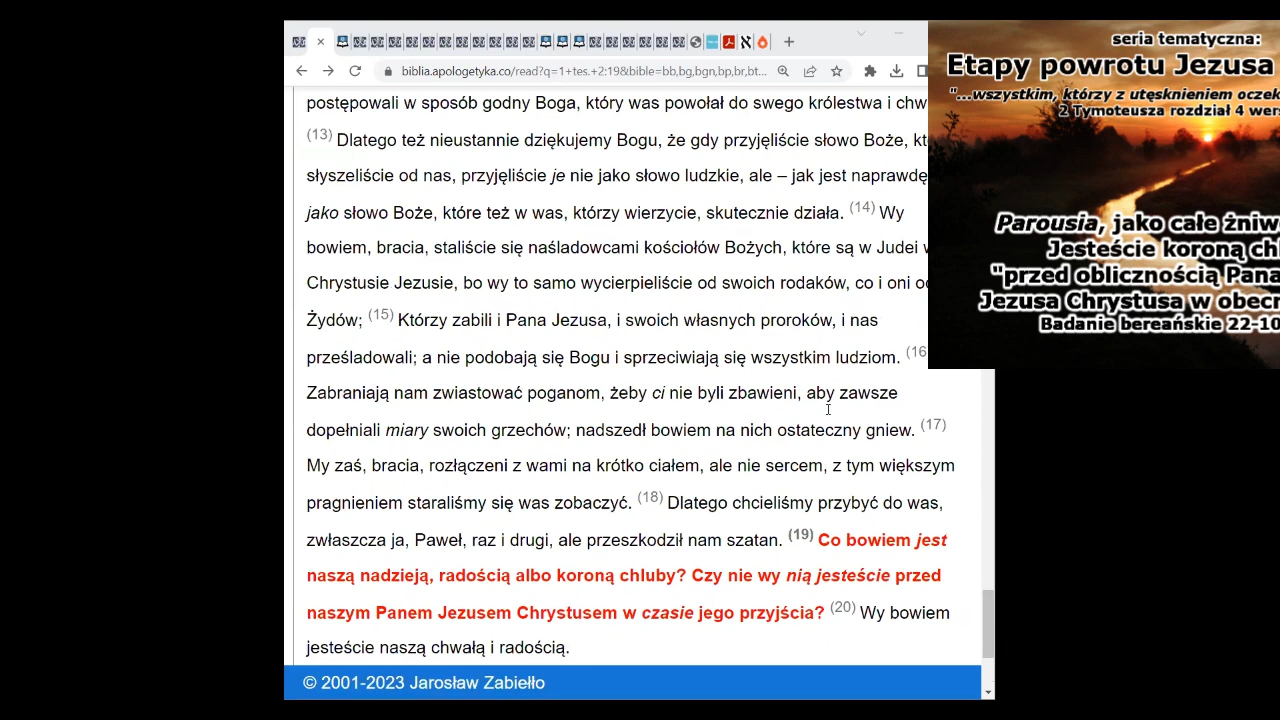 biblia.apologetyka.co/read?q=1+tes.+2:19&bible=bb,bg,bgn,bp,br,bt...
postępowali w sposób godny Boga, który was powołał do swego królestwa i chw
(13) Dlatego też nieustannie dziękujemy Bogu, że gdy przyjęliście słowo Boże, kt
słyszeliście od nas, przyjęliście je nie jako słowo ludzkie, ale – jak jest naprawdę
jako słowo Boże, które też w was, którzy wierzycie, skutecznie działa. (14) Wy
bowiem, bracia, staliście się naśladowcami kościołów Bożych, które są w Judei w
Chrystusie Jezusie, bo wy to samo wycierpieliście od swoich rodaków, co i oni o
Żydów; (15) Którzy zabili i Pana Jezusa, i swoich własnych proroków, i nas
prześladowali; a nie podobają się Bogu i sprzeciwiają się wszystkim ludziom. (16
Zabraniają nam zwiastować poganom, żeby ci nie byli zbawieni, aby zawsze
dopełniali miary swoich grzechów; nadszedł bowiem na nich ostateczny gniew. (17)
My zaś, bracia, rozłączeni z wami na krótko ciałem, ale nie sercem, z tym większym
pragnieniem staraliśmy się was zobaczyć. (18) Dlatego chcieliśmy przybyć do was,
zwłaszcza ja, Paweł, raz i drugi, ale przeszkodził nam szatan. (19) Co bowiem jest
naszą nadzieją, radością albo koroną chluby? Czy nie wy nią jesteście przed
naszym Panem Jezusem Chrystusem w czasie jego przyjścia? (20) Wy bowiem
jesteście naszą chwałą i radością.
© 2001-2023 Jarosław Zabiełło
seria tematyczna:
Etapy powrotu Jezusa
"...wszystkim, którzy z utęsknieniem oczek
2 Tymoteusza rozdział 4 wers
Parousia, jako całe żniw
Jesteście koroną chl
"przed oblicznością Pana
Jezusa Chrystusa w obecn
Badanie bereańskie 22-10